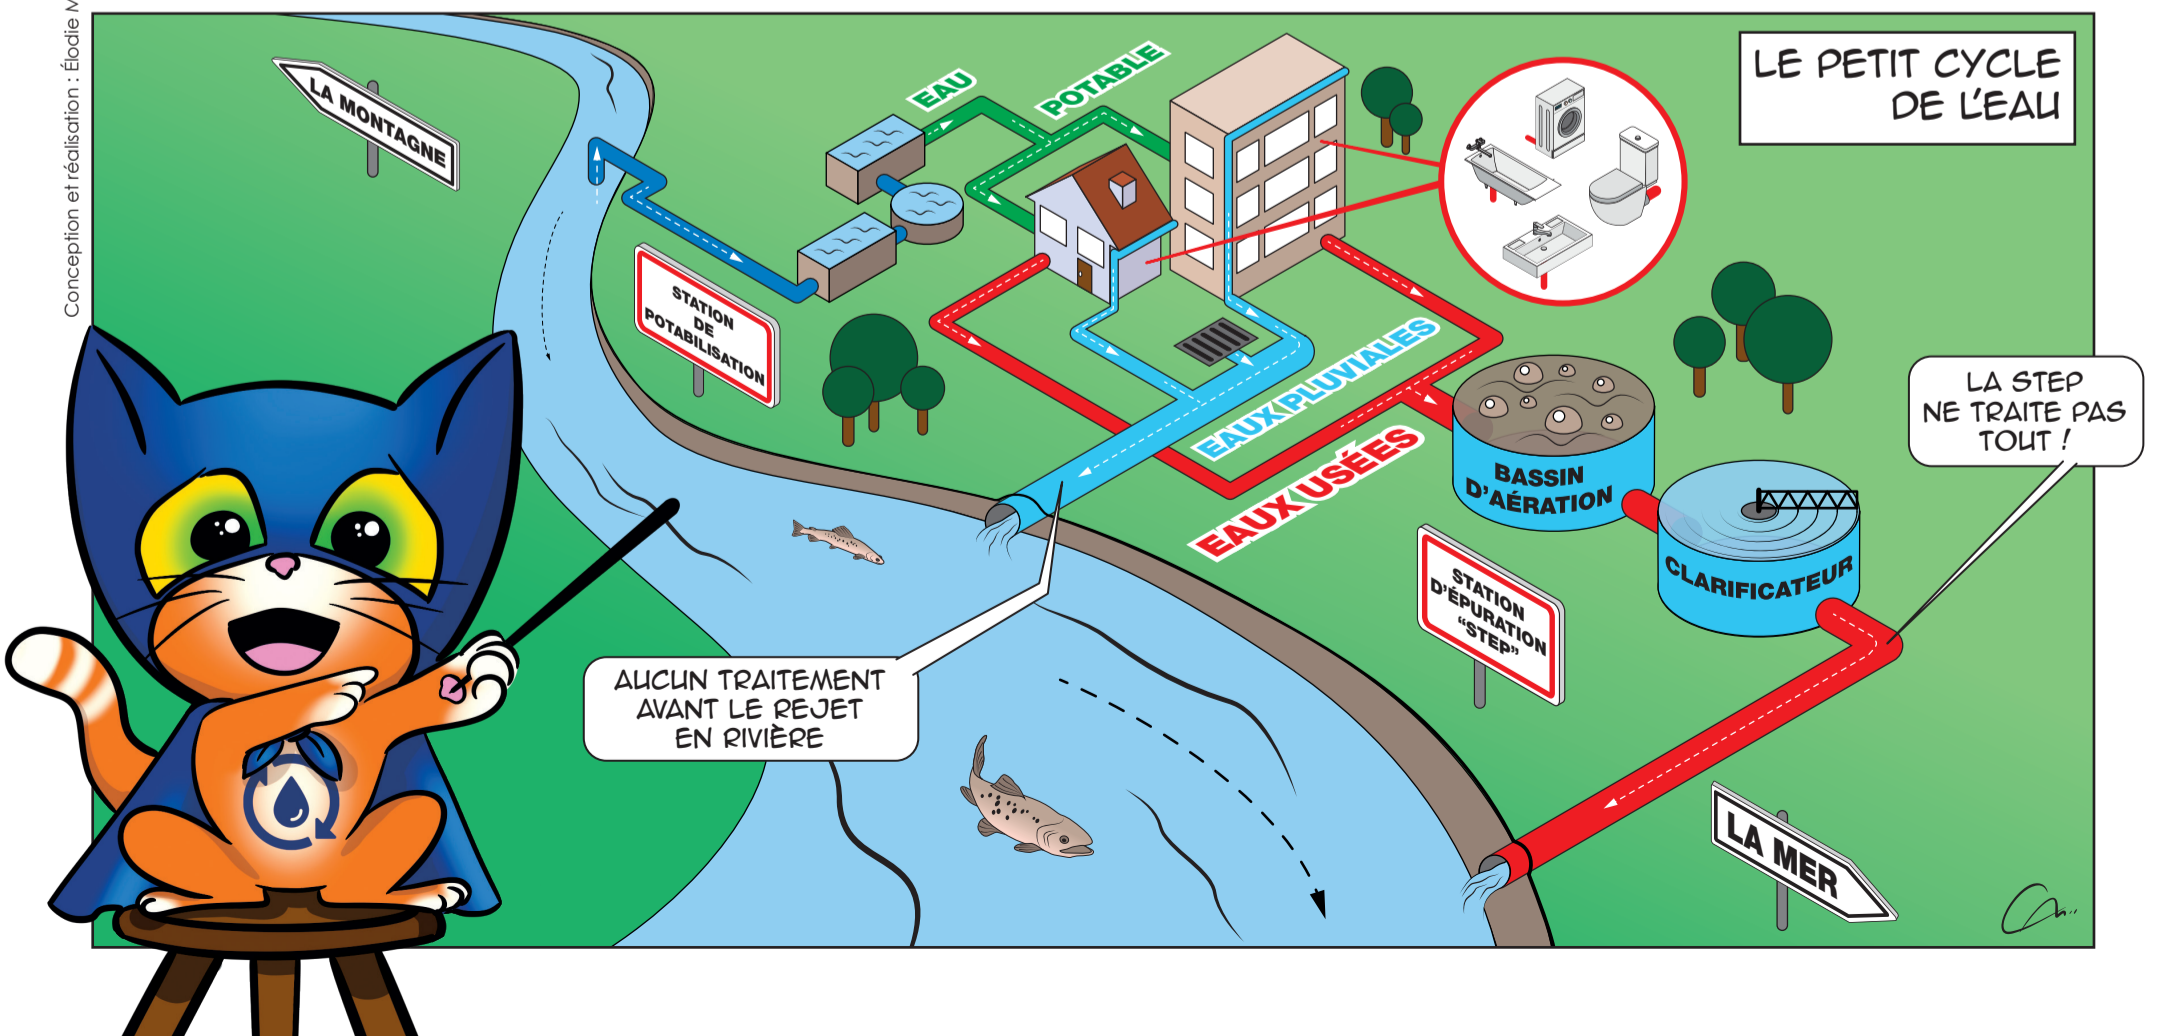 Conception et réalisation : Élodie
LE PETIT CYCLE
DE L'EAU
LA MONTAGNE
EAU
POTABLE
STATION
DE
POTABILISATION
EAUX PLUVIALES
EAUX USÉES
BASSIN
D'AÉRATION
CLARIFICATEUR
LA STEP
NE TRAITE PAS
TOUT !
STATION
D'ÉPURATION
"STEP"
AUCUN TRAITEMENT
AVANT LE REJET
EN RIVIÈRE
LA MER